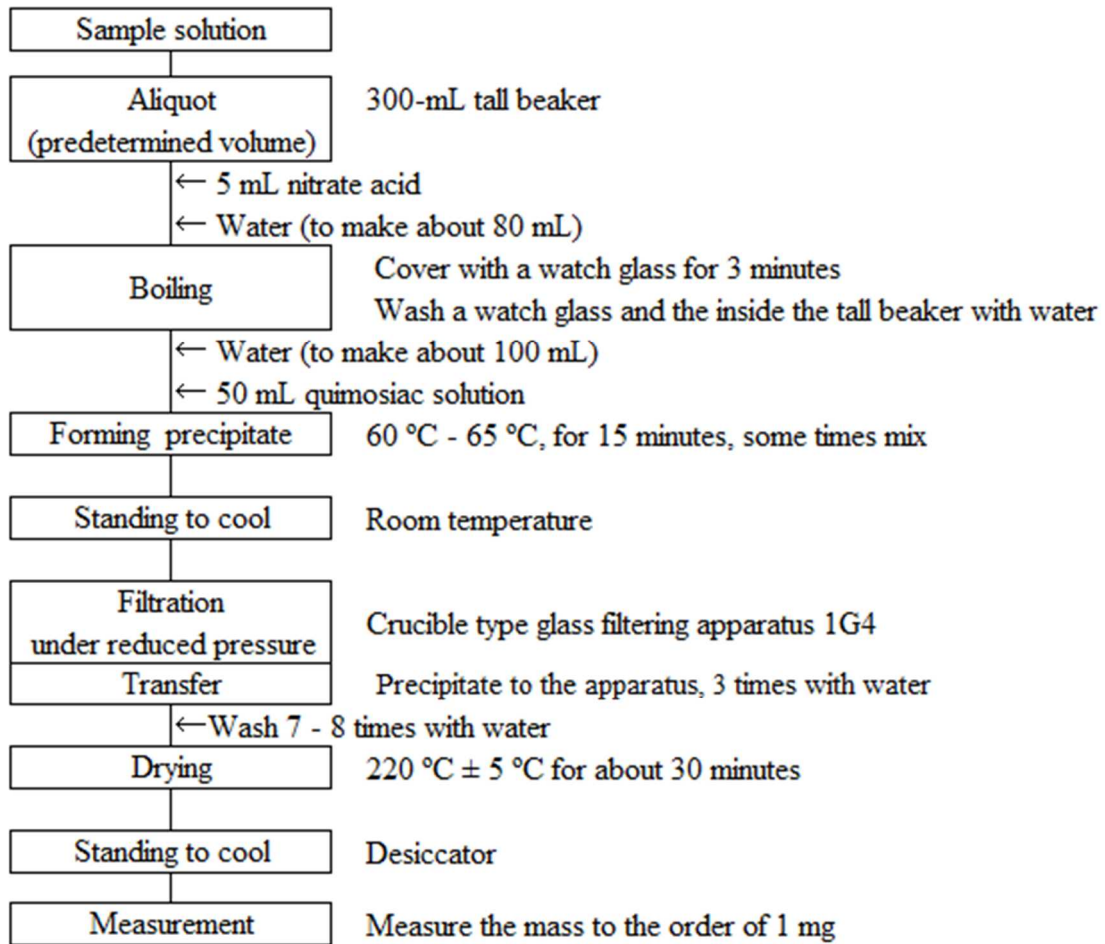 Sample solution
Aliquot
(predetermined volume)
300-mL tall beaker
← 5 mL nitrate acid
← Water (to make about 80 mL)
Boiling
Cover with a watch glass for 3 minutes
Wash a watch glass and the inside the tall beaker with water
← Water (to make about 100 mL)
← 50 mL quimosiac solution
Forming precipitate
60 ºC - 65 ºC, for 15 minutes, some times mix
Standing to cool
Room temperature
Filtration
under reduced pressure
Crucible type glass filtering apparatus 1G4
Transfer
Precipitate to the apparatus, 3 times with water
←Wash 7 - 8 times with water
Drying
220 ºC ± 5 ºC for about 30 minutes
Standing to cool
Desiccator
Measurement
Measure the mass to the order of 1 mg